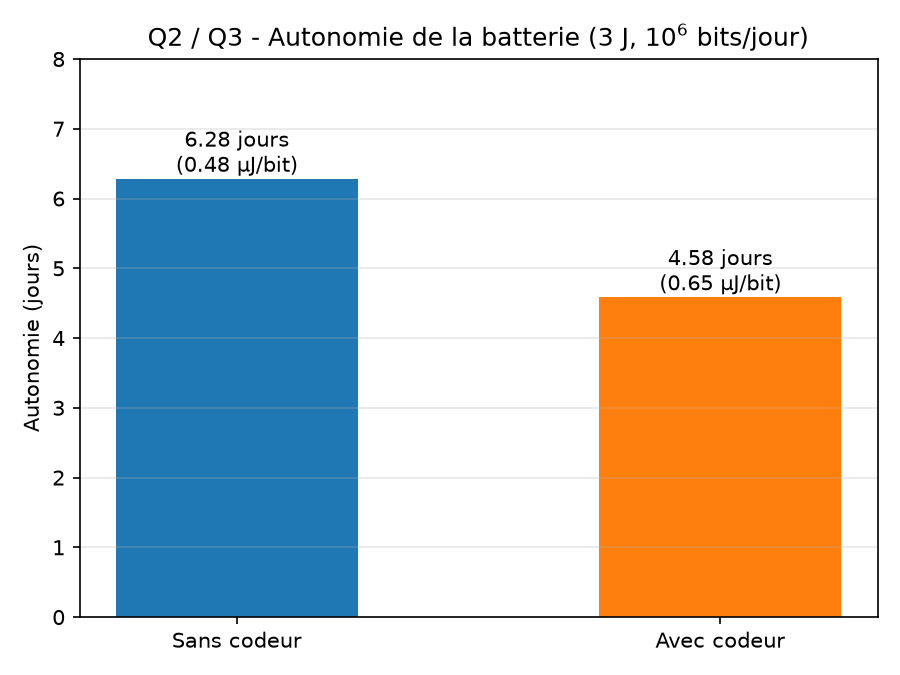 Q2 / Q3 - Autonomie de la batterie (3 J, 10⁶ bits/jour)
Autonomie (jours)
8
7
6
5
4
3
2
1
0
6.28 jours
(0.48 µJ/bit)
4.58 jours
(0.65 µJ/bit)
Sans codeur
Avec codeur